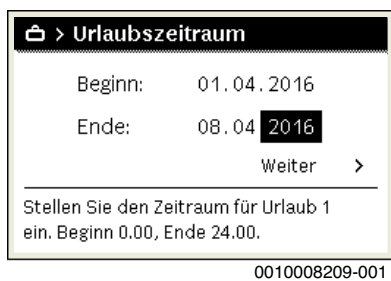 > Urlaubszeitraum
Beginn: 01.04.2016
Ende: 08.04 2016
Weiter >
Stellen Sie den Zeitraum für Urlaub 1
ein. Beginn 0.00, Ende 24.00.
0010008209-001